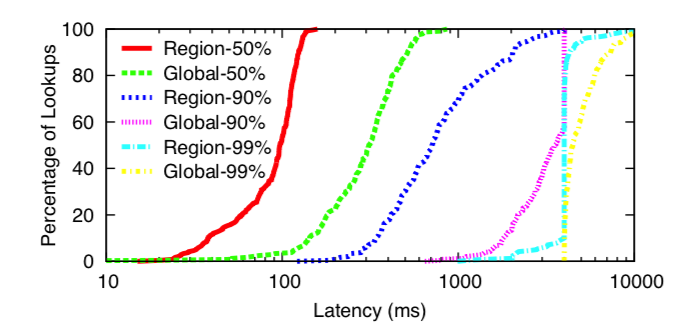 Percentage of Lookups
100
80
60
40
20
0
Region-50%
Global-50%
Region-90%
Global-90%
Region-99%
Global-99%
10 100 1000 10000
Latency (ms)